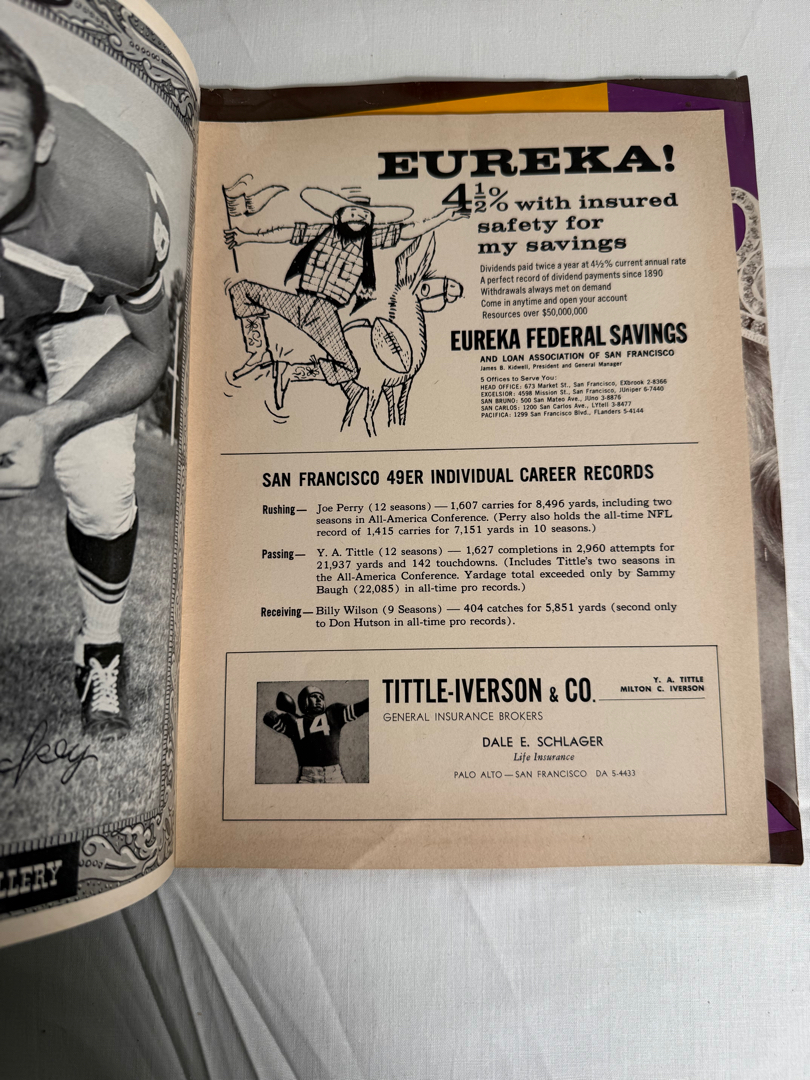 EUREKA!
4½% with insured
safety for
my savings
Dividends paid twice a year at 4½% current annual rate
A perfect record of dividend payments since 1890
Withdrawals always met on demand
Come in anytime and open your account
Resources over $50,000,000
EUREKA FEDERAL SAVINGS
AND LOAN ASSOCIATION OF SAN FRANCISCO
James B. Kidwell, President and General Manager
5 Offices to Serve You:
HEAD OFFICE: 673 Market St., San Francisco, EXbrook 2-8366
EXCELSIOR: 4598 Mission St., San Francisco, JUniper 6-7440
SAN BRUNO: 500 San Mateo Ave., JUno 3-8876
SAN CARLOS: 1200 San Carlos Ave., LYtell 3-8477
PACIFICA: 1299 San Francisco Blvd., FLanders 5-4144
SAN FRANCISCO 49ER INDIVIDUAL CAREER RECORDS
Rushing— Joe Perry (12 seasons) — 1,607 carries for 8,496 yards, including two
seasons in All-America Conference. (Perry also holds the all-time NFL
record of 1,415 carries for 7,151 yards in 10 seasons.)
Passing— Y. A. Tittle (12 seasons) — 1,627 completions in 2,960 attempts for
21,937 yards and 142 touchdowns. (Includes Tittle's two seasons in
the All-America Conference. Yardage total exceeded only by Sammy
Baugh (22,085) in all-time pro records.)
Receiving— Billy Wilson (9 Seasons) — 404 catches for 5,851 yards (second only
to Don Hutson in all-time pro records).
14
TITTLE-IVERSON & CO.
Y. A. TITTLE
MILTON C. IVERSON
GENERAL INSURANCE BROKERS
DALE E. SCHLAGER
Life Insurance
PALO ALTO — SAN FRANCISCO DA 5-4433
LLERY